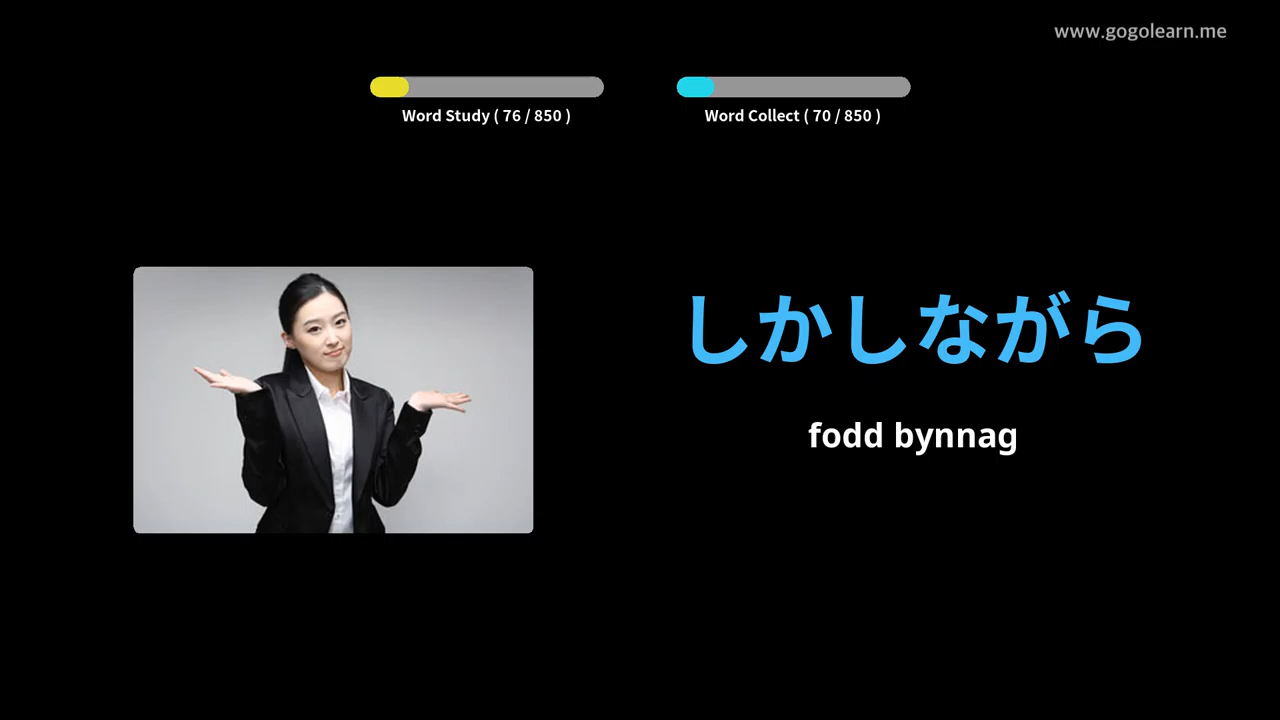 www.gogolearn.me
Word Study ( 76 / 850 )
Word Collect ( 70 / 850 )
しかしながら
fodd bynnag